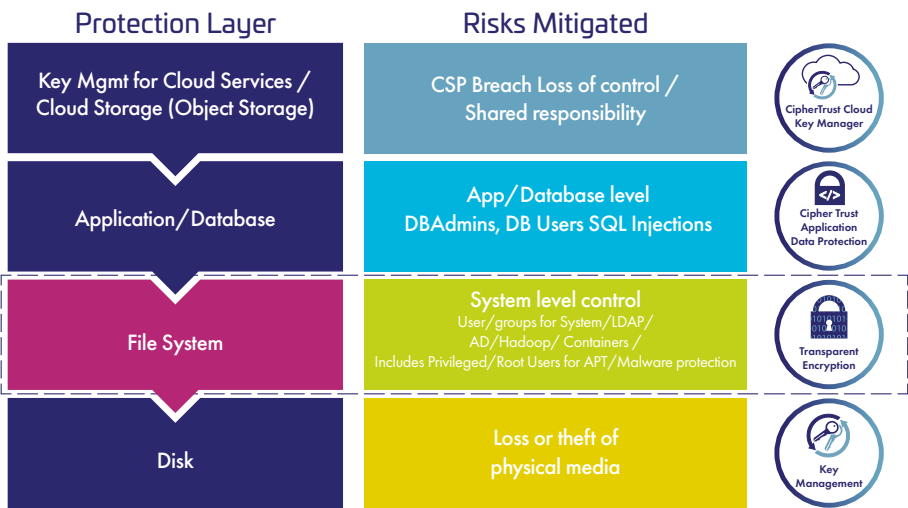 Protection Layer
Risks Mitigated
Key Mgmt for Cloud Services /
Cloud Storage (Object Storage)
CSP Breach Loss of control /
Shared responsibility
CipherTrust Cloud
Key Manager
Application/Database
App/Database level
DBAdmins, DB Users SQL Injections
</>
Cipher Trust
Application
Data Protection
File System
System level control
User/groups for System/LDAP/
AD/Hadoop/ Containers /
Includes Privileged/Root Users for APT/Malware protection
Transparent
Encryption
Disk
Loss or theft of
physical media
Key
Management